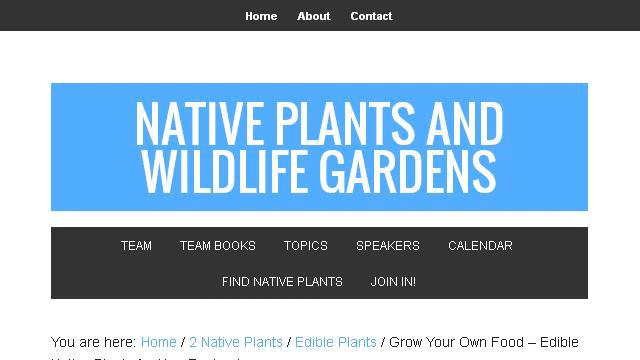 Home About Contact
NATIVE PLANTS AND
WILDLIFE GARDENS
TEAM TEAM BOOKS TOPICS SPEAKERS CALENDAR
FIND NATIVE PLANTS JOIN IN!
You are here: Home / 2 Native Plants / Edible Plants / Grow Your Own Food – Edible